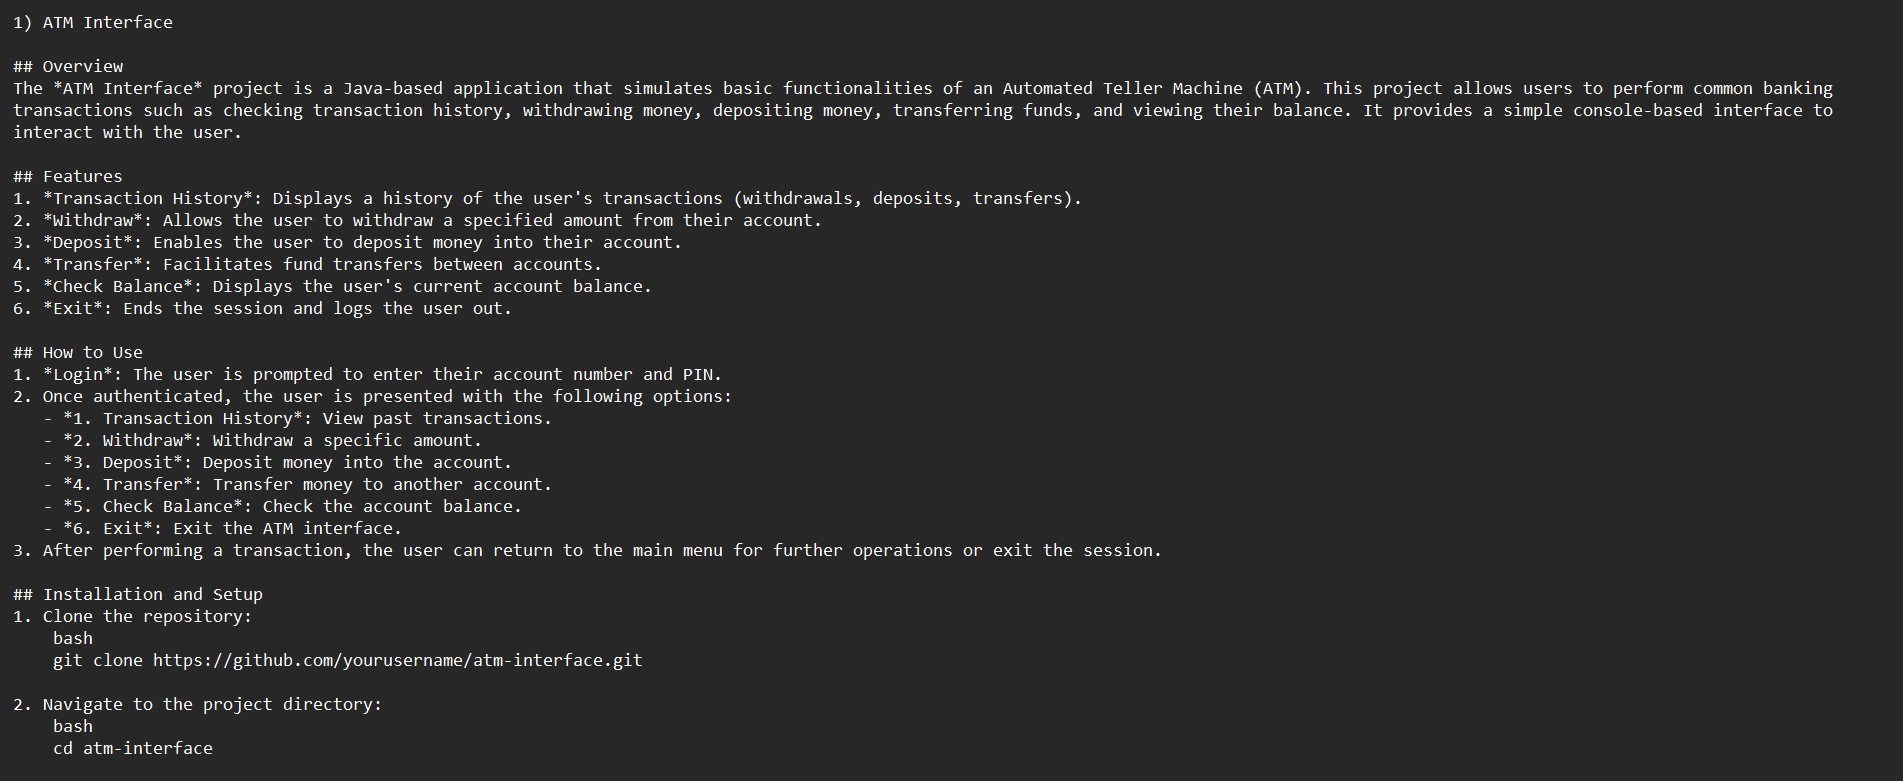 1) ATM Interface
## Overview
The *ATM Interface* project is a Java-based application that simulates basic functionalities of an Automated Teller Machine (ATM). This project allows users to perform common banking
transactions such as checking transaction history, withdrawing money, depositing money, transferring funds, and viewing their balance. It provides a simple console-based interface to
interact with the user.
## Features
1. *Transaction History*: Displays a history of the user's transactions (withdrawals, deposits, transfers).
2. *Withdraw*: Allows the user to withdraw a specified amount from their account.
3. *Deposit*: Enables the user to deposit money into their account.
4. *Transfer*: Facilitates fund transfers between accounts.
5. *Check Balance*: Displays the user's current account balance.
6. *Exit*: Ends the session and logs the user out.
## How to Use
1. *Login*: The user is prompted to enter their account number and PIN.
2. Once authenticated, the user is presented with the following options:
   - *1. Transaction History*: View past transactions.
   - *2. Withdraw*: Withdraw a specific amount.
   - *3. Deposit*: Deposit money into the account.
   - *4. Transfer*: Transfer money to another account.
   - *5. Check Balance*: Check the account balance.
   - *6. Exit*: Exit the ATM interface.
3. After performing a transaction, the user can return to the main menu for further operations or exit the session.
## Installation and Setup
1. Clone the repository:
    bash
    git clone https://github.com/yourusername/atm-interface.git
2. Navigate to the project directory:
    bash
    cd atm-interface